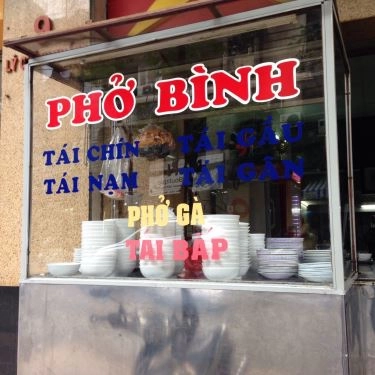 PHỞ BÌNH
TÁI CHÍN TÁI GẦU
TÁI NẠM TÁI GÂN
PHỞ GÀ
TÁI BẮP